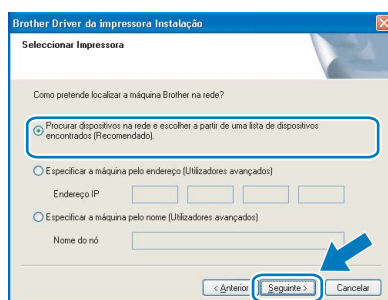 Brother Driver da impressora Instalação
Seleccionar Impressora
Como pretende localizar a máquina Brother na rede?
Procurar dispositivos na rede e escolher a partir de uma lista de dispositivos
encontrados (Recomendado).
Especificar a máquina pelo endereço (Utilizadores avançados)
Endereço IP
Especificar a máquina pelo nome (Utilizadores avançados)
Nome do nó
< Anterior
Seguinte >
Cancelar